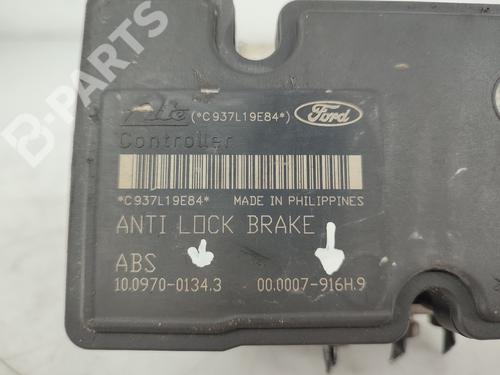 B-PARTS
Ate (*C937L19E84*) Ford
Controller
*C937L19E84* MADE IN PHILIPPINES
ANTI LOCK BRAKE
ABS
10.0970-0134.3 00.0007-916H.9